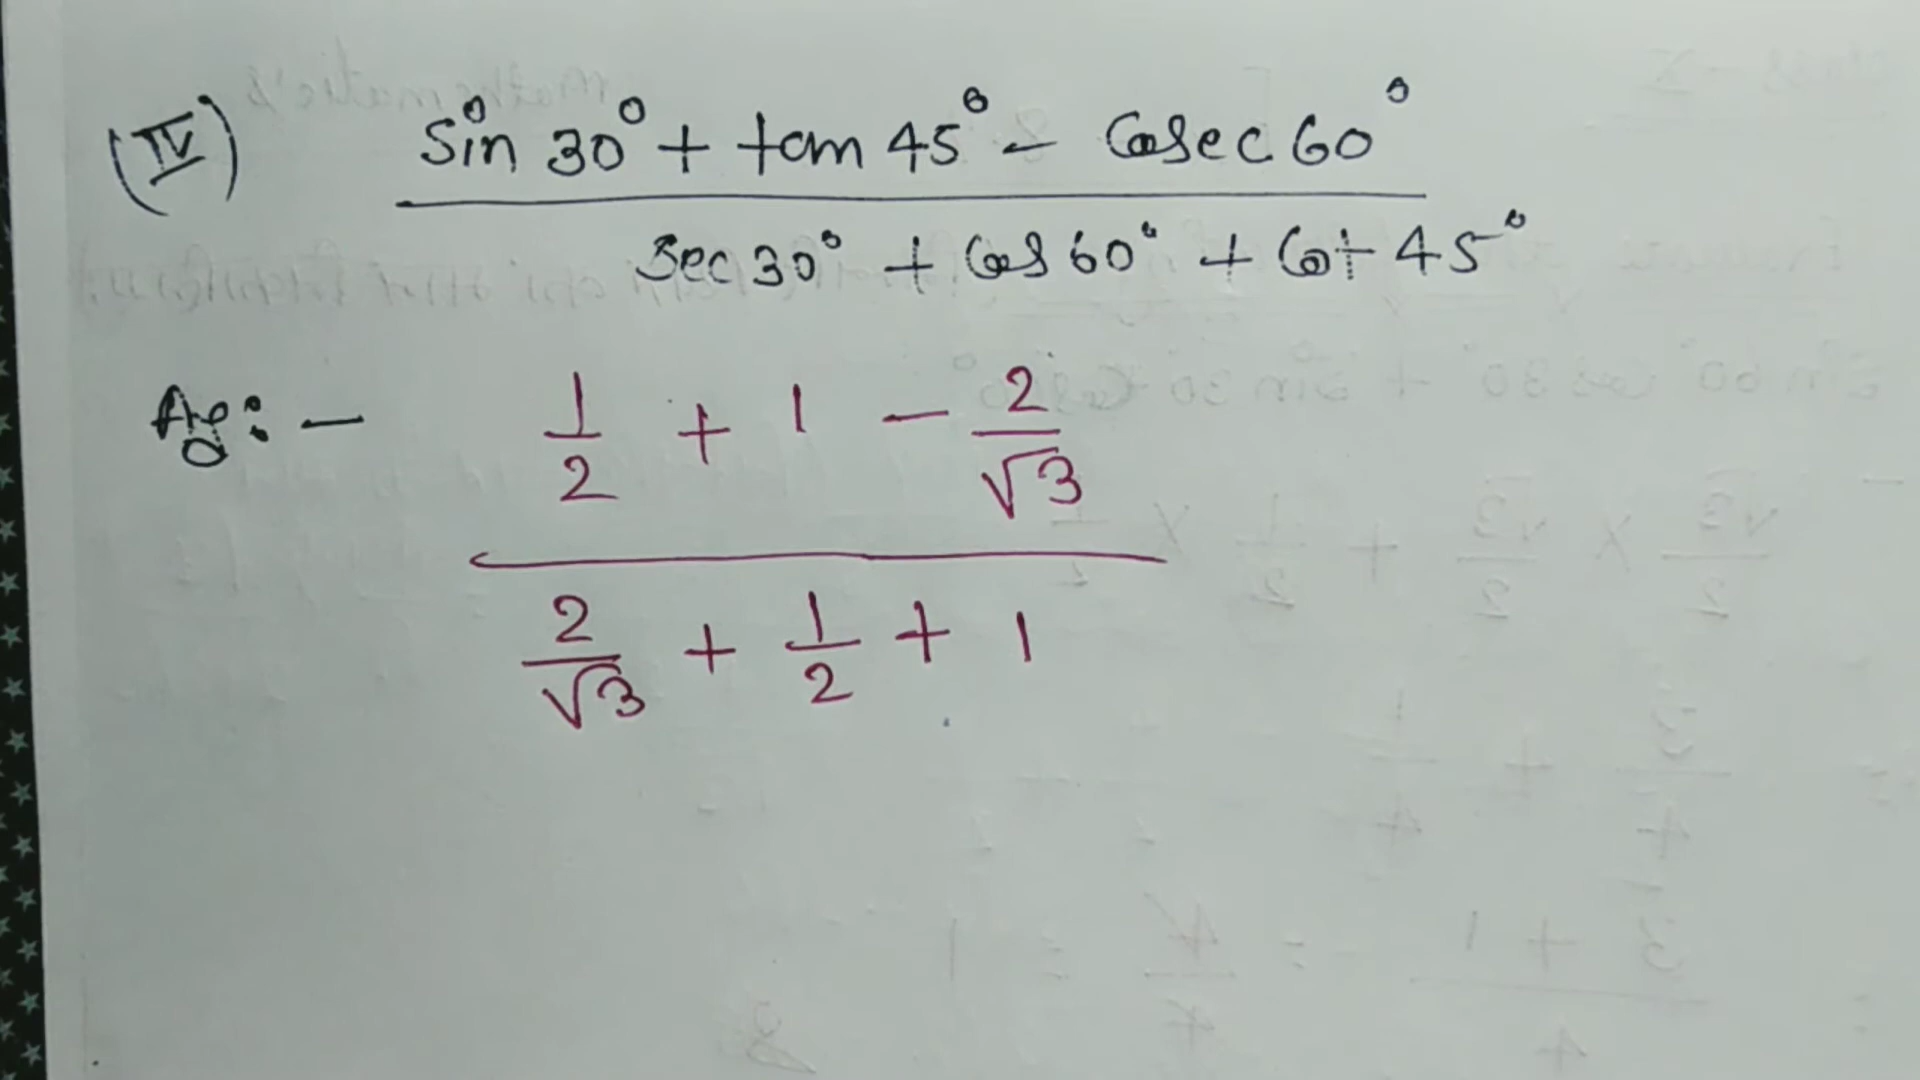 (IV) sin 30° + tan 45° - Cosec 60°
sec 30° + Cos 60° + Cot 45°
Ans: - 1/2 + 1 - 2/√3
2/√3 + 1/2 + 1